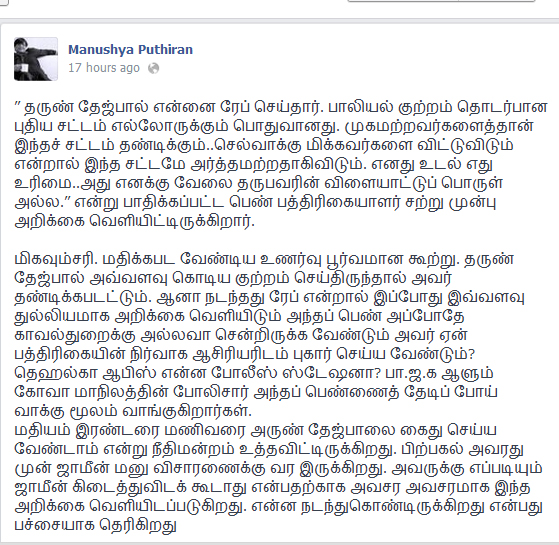 Manushya Puthiran
17 hours ago
" தருண் தேஜ்பால் என்னை ரேப் செய்தார். பாலியல் குற்றம் தொடர்பான
புதிய சட்டம் எல்லோருக்கும் பொதுவானது. முகமற்றவர்களைத்தான்
இந்தச் சட்டம் தண்டிக்கும்..செல்வாக்கு மிக்கவர்களை விட்டுவிடும்
என்றால் இந்த சட்டமே அர்த்தமற்றதாகிவிடும். எனது உடல் எது
உரிமை..அது எனக்கு வேலை தருபவரின் விளையாட்டுப் பொருள்
அல்ல." என்று பாதிக்கப்பட்ட பெண் பத்திரிகையாளர் சற்று முன்பு
அறிக்கை வெளியிட்டிருக்கிறார்.
மிகவும்சரி. மதிக்கபட வேண்டிய உணர்வு பூர்வமான கூற்று. தருண்
தேஜ்பால் அவ்வளவு கொடிய குற்றம் செய்திருந்தால் அவர்
தண்டிக்கபடட்டும். ஆனா நடந்தது ரேப் என்றால் இப்போது இவ்வளவு
துல்லியமாக அறிக்கை வெளியிடும் அந்தப் பெண் அப்போதே
காவல்துறைக்கு அல்லவா சென்றிருக்க வேண்டும் அவர் ஏன்
பத்திரிகையின் நிர்வாக ஆசிரியரிடம் புகார் செய்ய வேண்டும்?
தெஹல்கா ஆபிஸ் என்ன போலீஸ் ஸ்டேஷனா? பா.ஜ.க ஆளும்
கோவா மாநிலத்தின் போலிசார் அந்தப் பெண்ணைத் தேடிப் போய்
வாக்கு மூலம் வாங்குகிறார்கள்.
மதியம் இரண்டரை மணிவரை அருண் தேஜ்பாலை கைது செய்ய
வேண்டாம் என்று நீதிமன்றம் உத்தவிட்டிருக்கிறது. பிற்பகல் அவரது
முன் ஜாமீன் மனு விசாரணைக்கு வர இருக்கிறது. அவருக்கு எப்படியும்
ஜாமீன் கிடைத்துவிடக் கூடாது என்பதற்காக அவசர அவசரமாக இந்த
அறிக்கை வெளியிடப்படுகிறது. என்ன நடந்துகொண்டிருக்கிறது என்பது
பச்சையாக தெரிகிறது